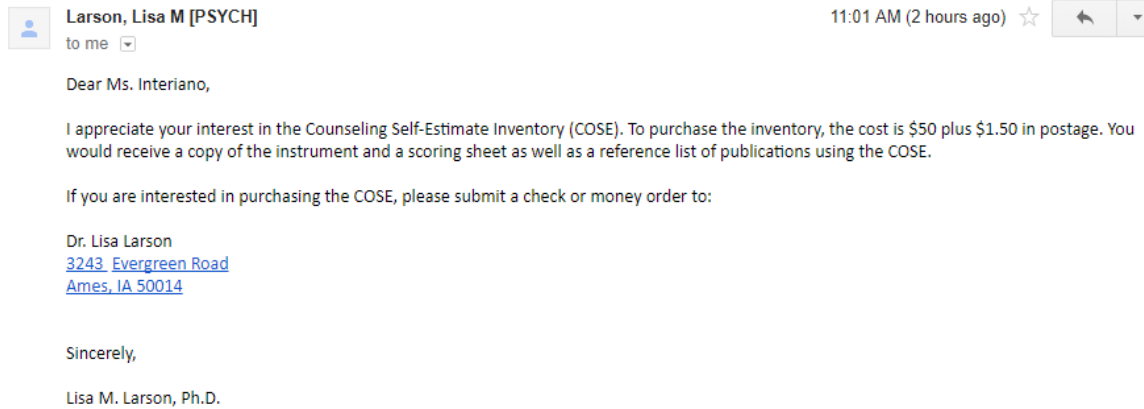 Larson, Lisa M [PSYCH]
11:01 AM (2 hours ago)
to me
Dear Ms. Interiano,
I appreciate your interest in the Counseling Self-Estimate Inventory (COSE). To purchase the inventory, the cost is $50 plus $1.50 in postage. You
would receive a copy of the instrument and a scoring sheet as well as a reference list of publications using the COSE.
If you are interested in purchasing the COSE, please submit a check or money order to:
Dr. Lisa Larson
3243 Evergreen Road
Ames, IA 50014
Sincerely,
Lisa M. Larson, Ph.D.